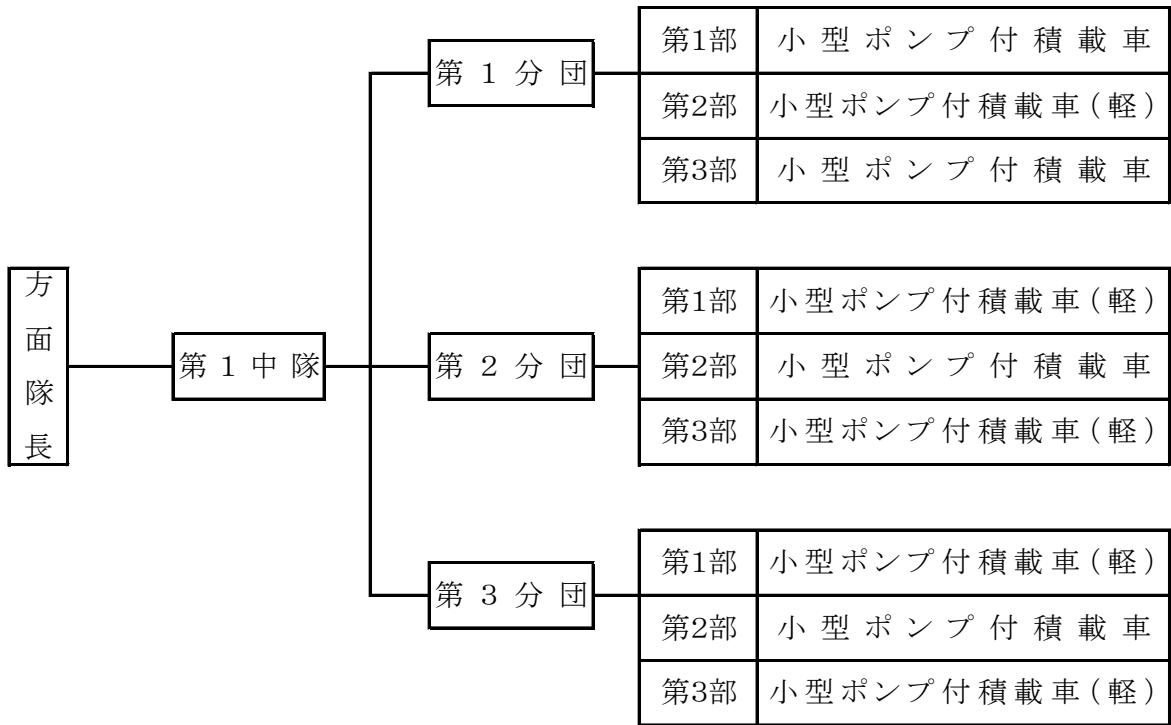 方面隊長
第1中隊
第1分団
第1部 小型ポンプ付積載車
第2部 小型ポンプ付積載車(軽)
第3部 小型ポンプ付積載車
第2分団
第1部 小型ポンプ付積載車(軽)
第2部 小型ポンプ付積載車
第3部 小型ポンプ付積載車(軽)
第3分団
第1部 小型ポンプ付積載車(軽)
第2部 小型ポンプ付積載車
第3部 小型ポンプ付積載車(軽)